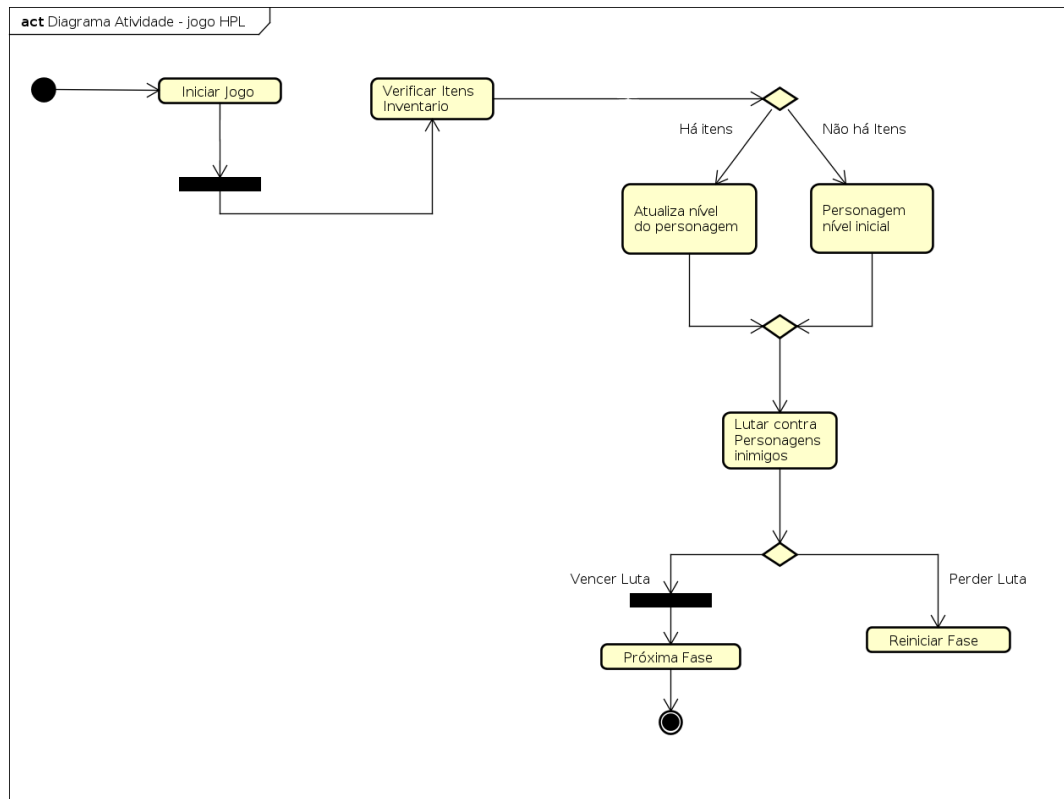 act Diagrama Atividade - jogo HPL
Iniciar Jogo
Verificar Itens
Inventario
Há itens
Não há Itens
Atualiza nível
do personagem
Personagem
nível inicial
Lutar contra
Personagens
inimigos
Vencer Luta
Perder Luta
Próxima Fase
Reiniciar Fase